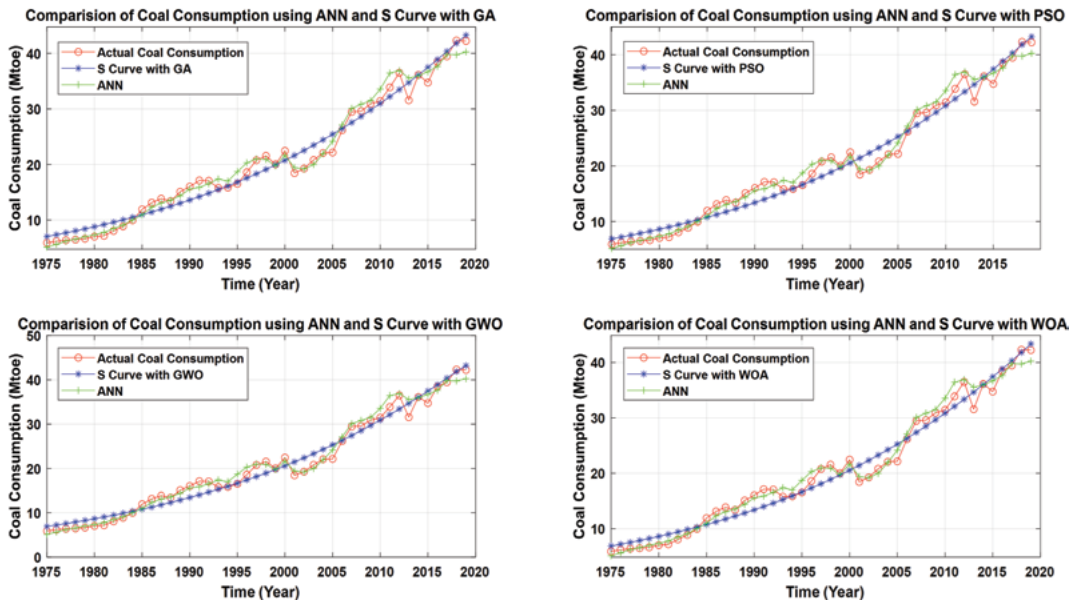 Comparision of Coal Consumption using ANN and S Curve with GA
Coal Consumption (Mtoe)
40
30
20
10
Actual Coal Consumption
S Curve with GA
ANN
1975 1980 1985 1990 1995 2000 2005 2010 2015 2020
Time (Year)
Comparision of Coal Consumption using ANN and S Curve with PSO
Coal Consumption (Mtoe)
40
30
20
10
Actual Coal Consumption
S Curve with PSO
ANN
1975 1980 1985 1990 1995 2000 2005 2010 2015
Time (Year)
Comparision of Coal Consumption using ANN and S Curve with GWO
Coal Consumption (Mtoe)
50
40
30
20
10
0
Actual Coal Consumption
S Curve with GWO
ANN
1975 1980 1985 1990 1995 2000 2005 2010 2015 2020
Time (Year)
Comparision of Coal Consumption using ANN and S Curve with WOA
Coal Consumption (Mtoe)
40
30
20
10
Actual Coal Consumption
S Curve with WOA
ANN
1975 1980 1985 1990 1995 2000 2005 2010 2015 2020
Time (Year)